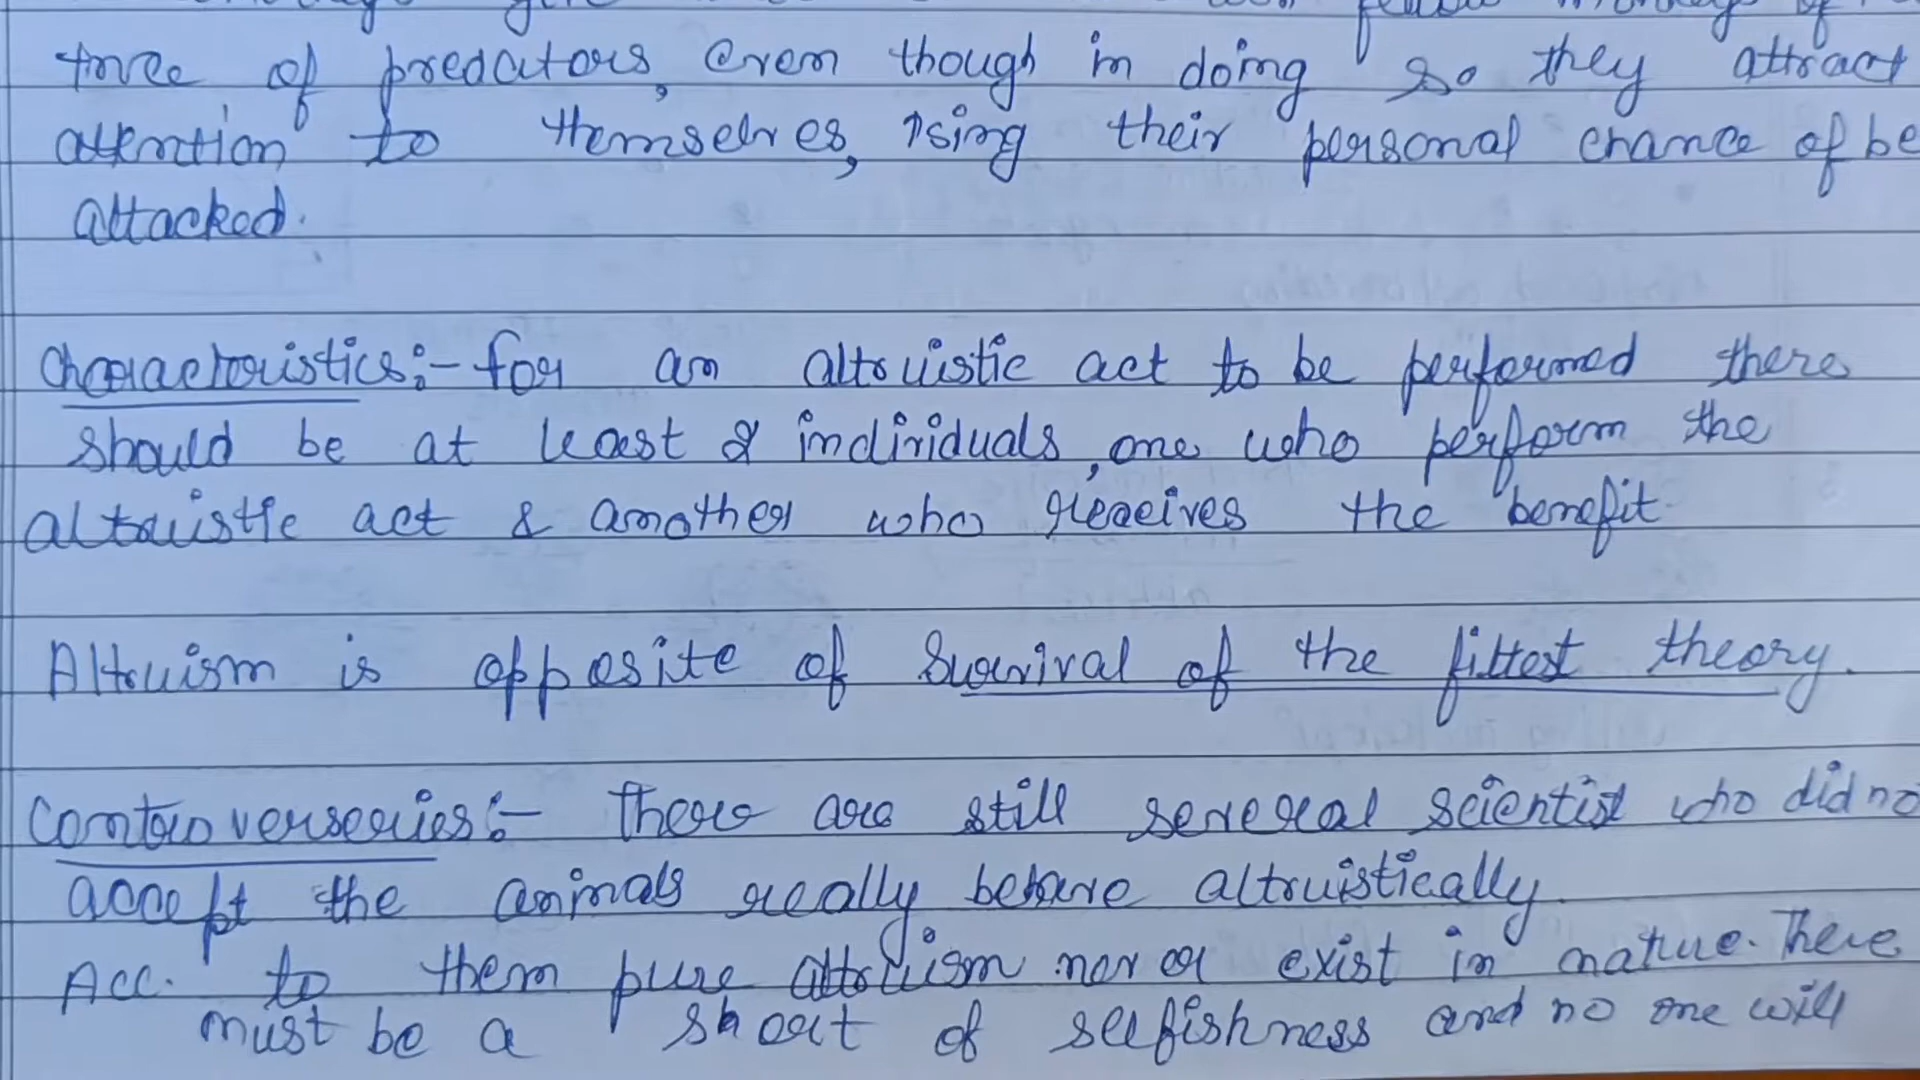 tnce of predators, even though in doing so they attract
attention to themselves, rising their personal chance of be
attacked.
Characteristics:- for an altruistic act to be performed there
should be at least 2 individuals, one who perform the
altruistic act & another who receives the benefit.
Altruism is opposite of Survival of the fittest theory.
Controverseries:- There are still several scientist who did no
accept the animals really behave altruistically.
Acc. to them pure altruism never exist in nature. There
must be a short of selfishness and no one will